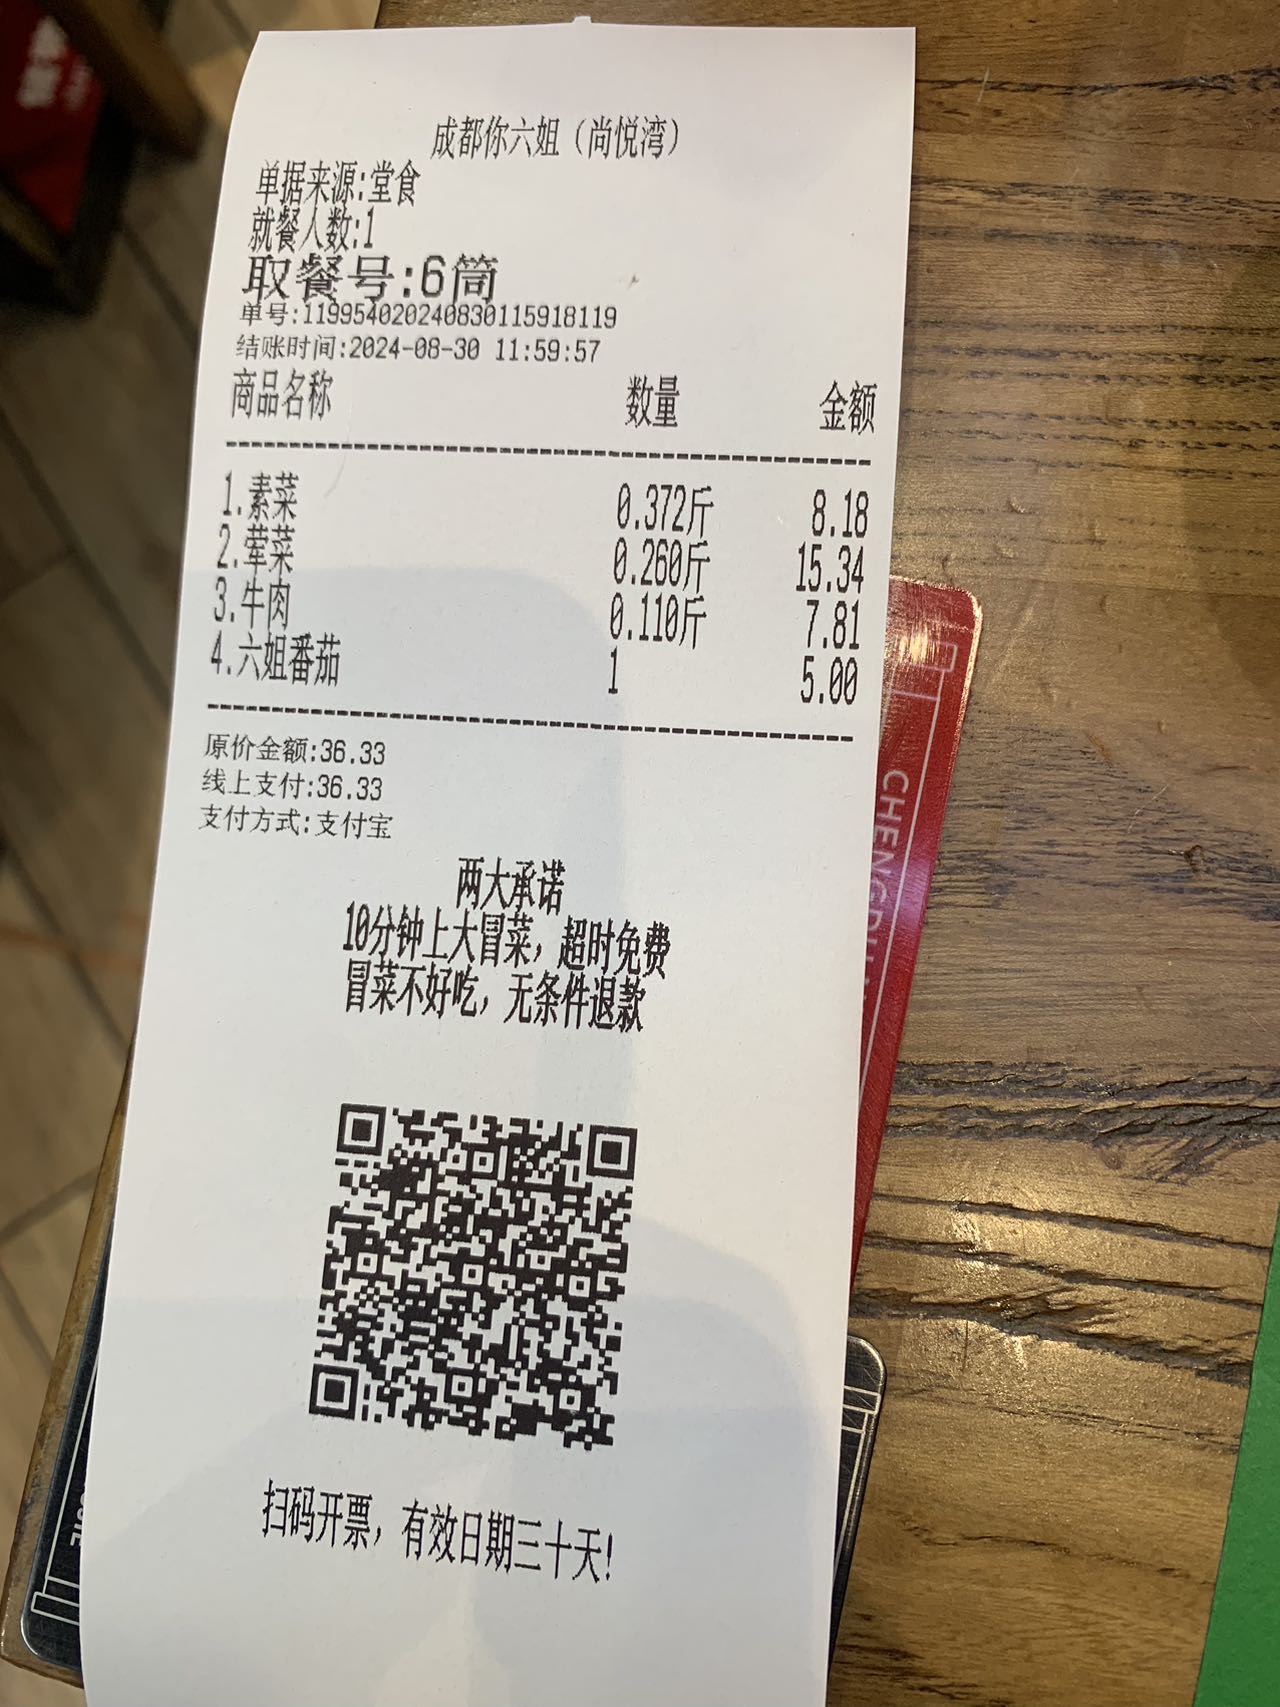 成都你六姐（尚悦湾）
单据来源:堂食
就餐人数:1
取餐号:6筒
单号:119954020240830115918119
结账时间:2024-08-30 11:59:57
商品名称 数量 金额
1.素菜 0.372斤 8.18
2.荤菜 0.260斤 15.34
3.牛肉 0.110斤 7.81
4.六姐番茄 1 5.00
原价金额:36.33
线上支付:36.33
支付方式:支付宝
两大承诺
10分钟上大冒菜，超时免费
冒菜不好吃，无条件退款
扫码开票，有效日期三十天!